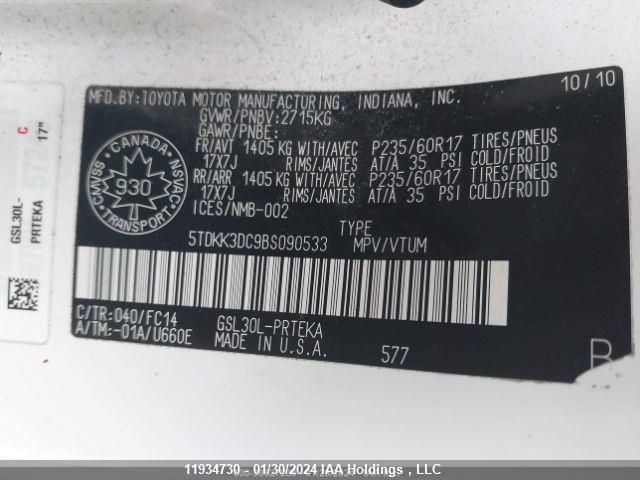 10/10
MFD.BY:TOYOTA MOTOR MANUFACTURING, INDIANA, INC.
GVWR/PNBV:2715KG
GAWR/PNBE:
FR/AVT 1405 KG WITH/AVEC P235/60R17 TIRES/PNEUS
17X7J RIMS/JANTES AT/A 35 PSI COLD/FROID
RR/ARR 1405KG WITH/AVEC P235/60R17 TIRES/PNEUS
17X7J RIMS/JANTES AT/A 35 PSI COLD/FROID
ICES/NMB-002
CANADA
CMVSS 930 NSVAC
TRANSPORT
TYPE
5TDKK3DC9BS090533 MPV/VTUM
C/TR:040/FC14 GSL30L-PRTEKA
A/TM:-01A/U660E MADE IN U.S.A. 577
B
GSL30L-
PRTEKA
17" C
11934730 - 01/30/2024 IAA Holdings , LLC